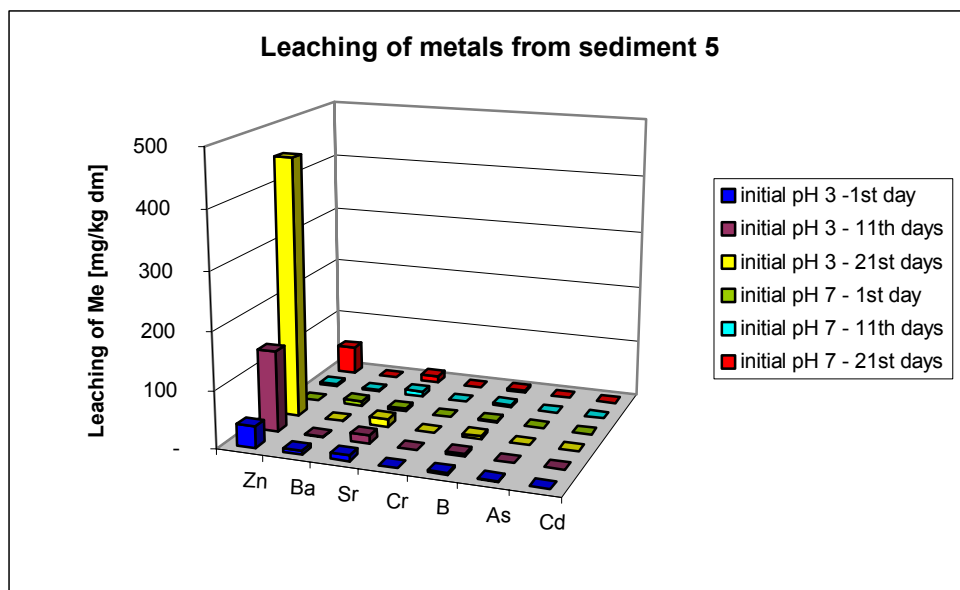 Leaching of metals from sediment 5
Leaching of Me [mg/kg dm]
500
400
300
200
100
-
Zn
Ba
Sr
Cr
B
As
Cd
initial pH 3 -1st day
initial pH 3 - 11th days
initial pH 3 - 21st days
initial pH 7 - 1st day
initial pH 7 - 11th days
initial pH 7 - 21st days